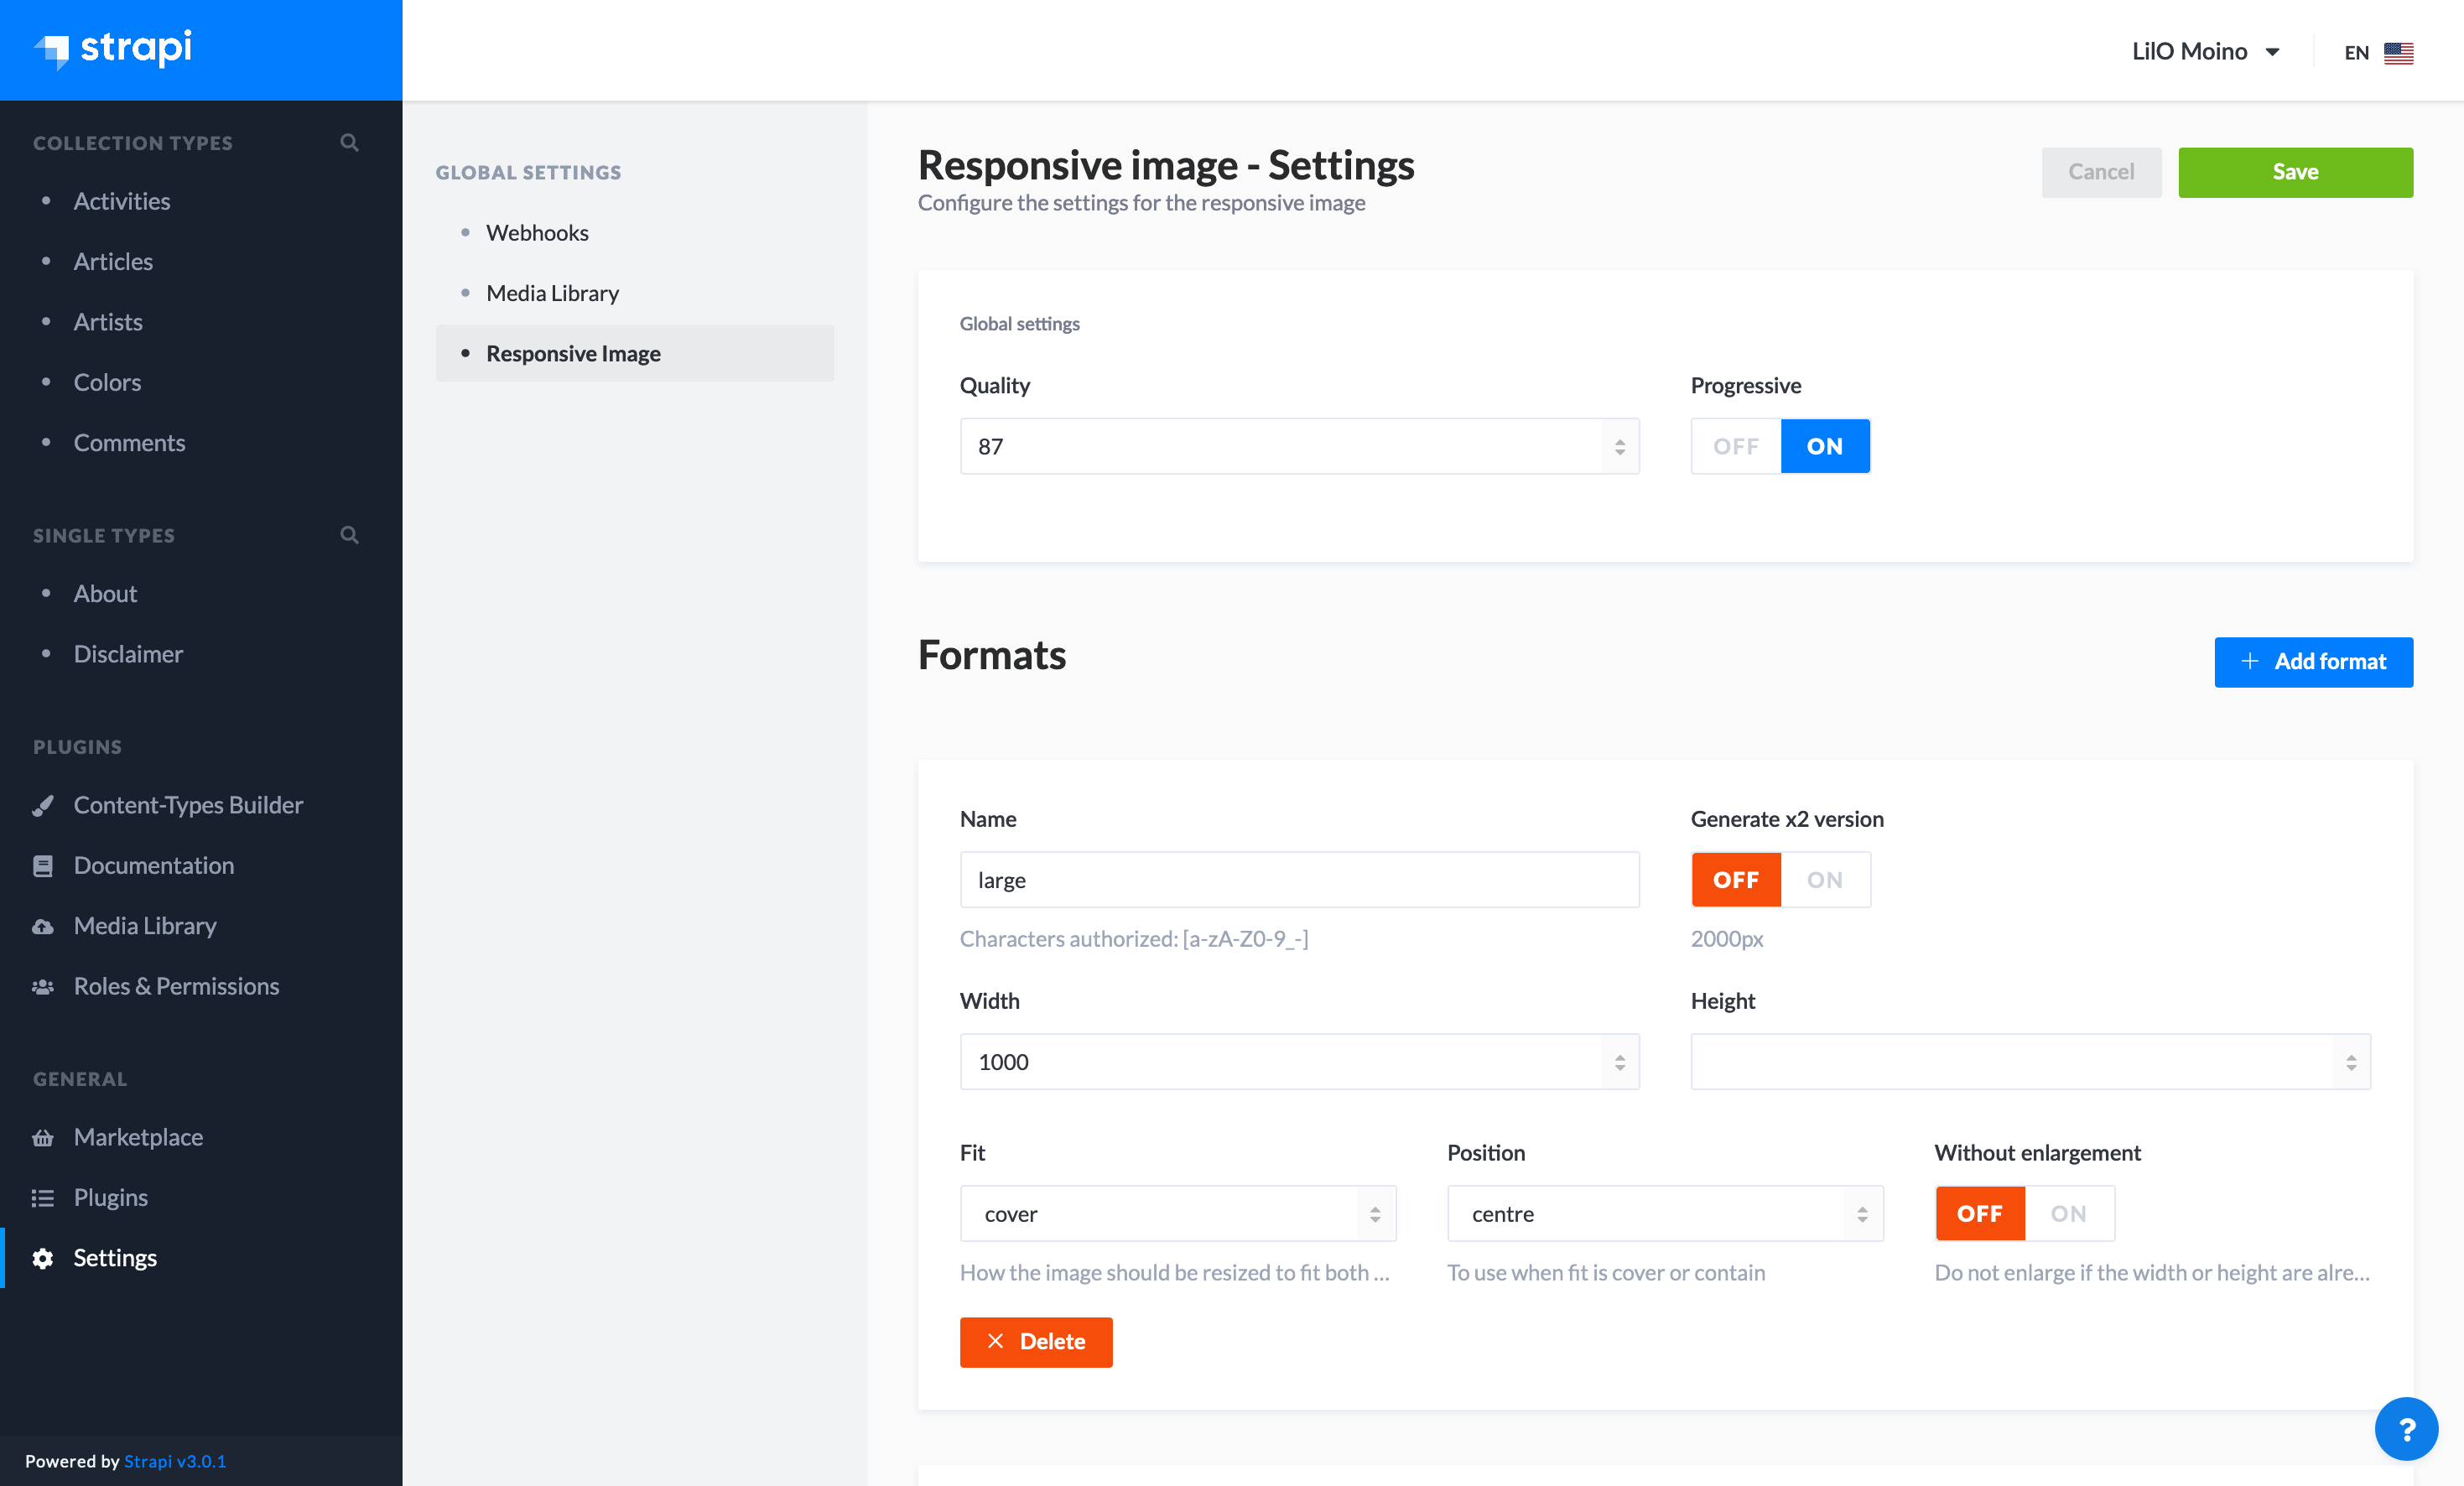 strapi
LilO Moino
EN
COLLECTION TYPES
Activities
Articles
Artists
Colors
Comments
SINGLE TYPES
About
Disclaimer
PLUGINS
Content-Types Builder
Documentation
Media Library
Roles & Permissions
GENERAL
Marketplace
Plugins
Settings
Powered by Strapi v3.0.1
GLOBAL SETTINGS
Webhooks
Media Library
Responsive Image
Responsive image - Settings
Configure the settings for the responsive image
Cancel
Save
Global settings
Quality
Progressive
87
OFF ON
Formats
Add format
Name
Generate x2 version
large
OFF ON
Characters authorized: [a-zA-Z0-9_-]
2000px
Width
Height
1000
Fit
Position
Without enlargement
cover
centre
OFF ON
How the image should be resized to fit both ...
To use when fit is cover or contain
Do not enlarge if the width or height are alre...
Delete
?